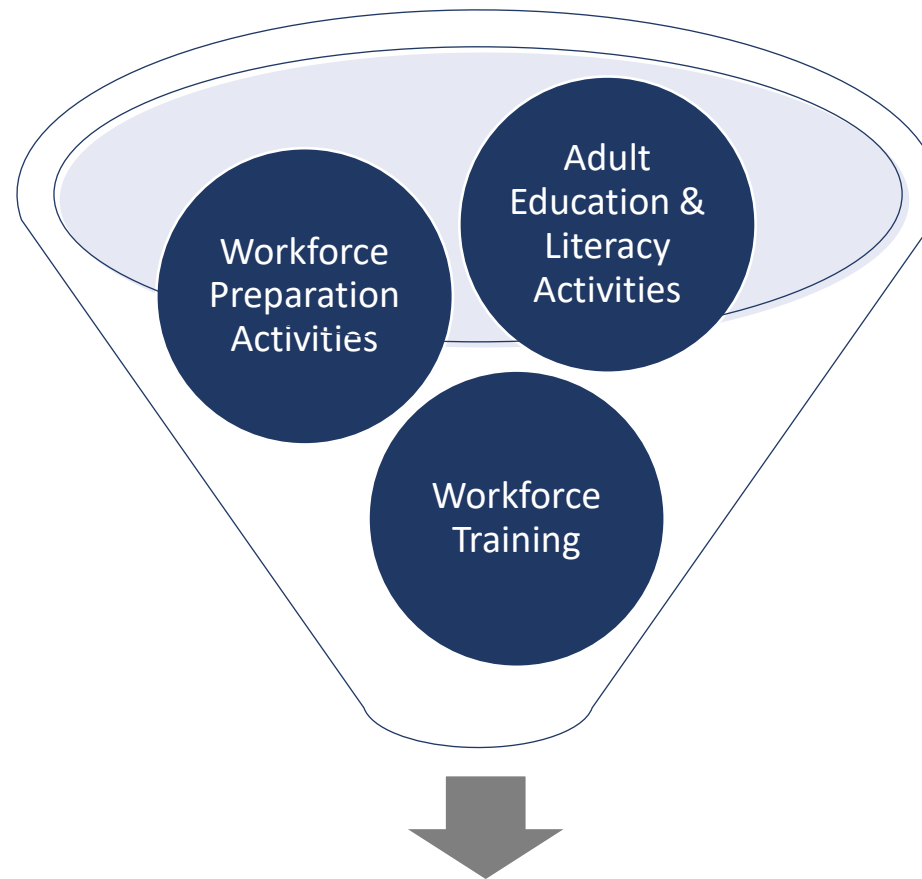 Adult
Education &
Literacy
Activities
Workforce
Preparation
Activities
Workforce
Training